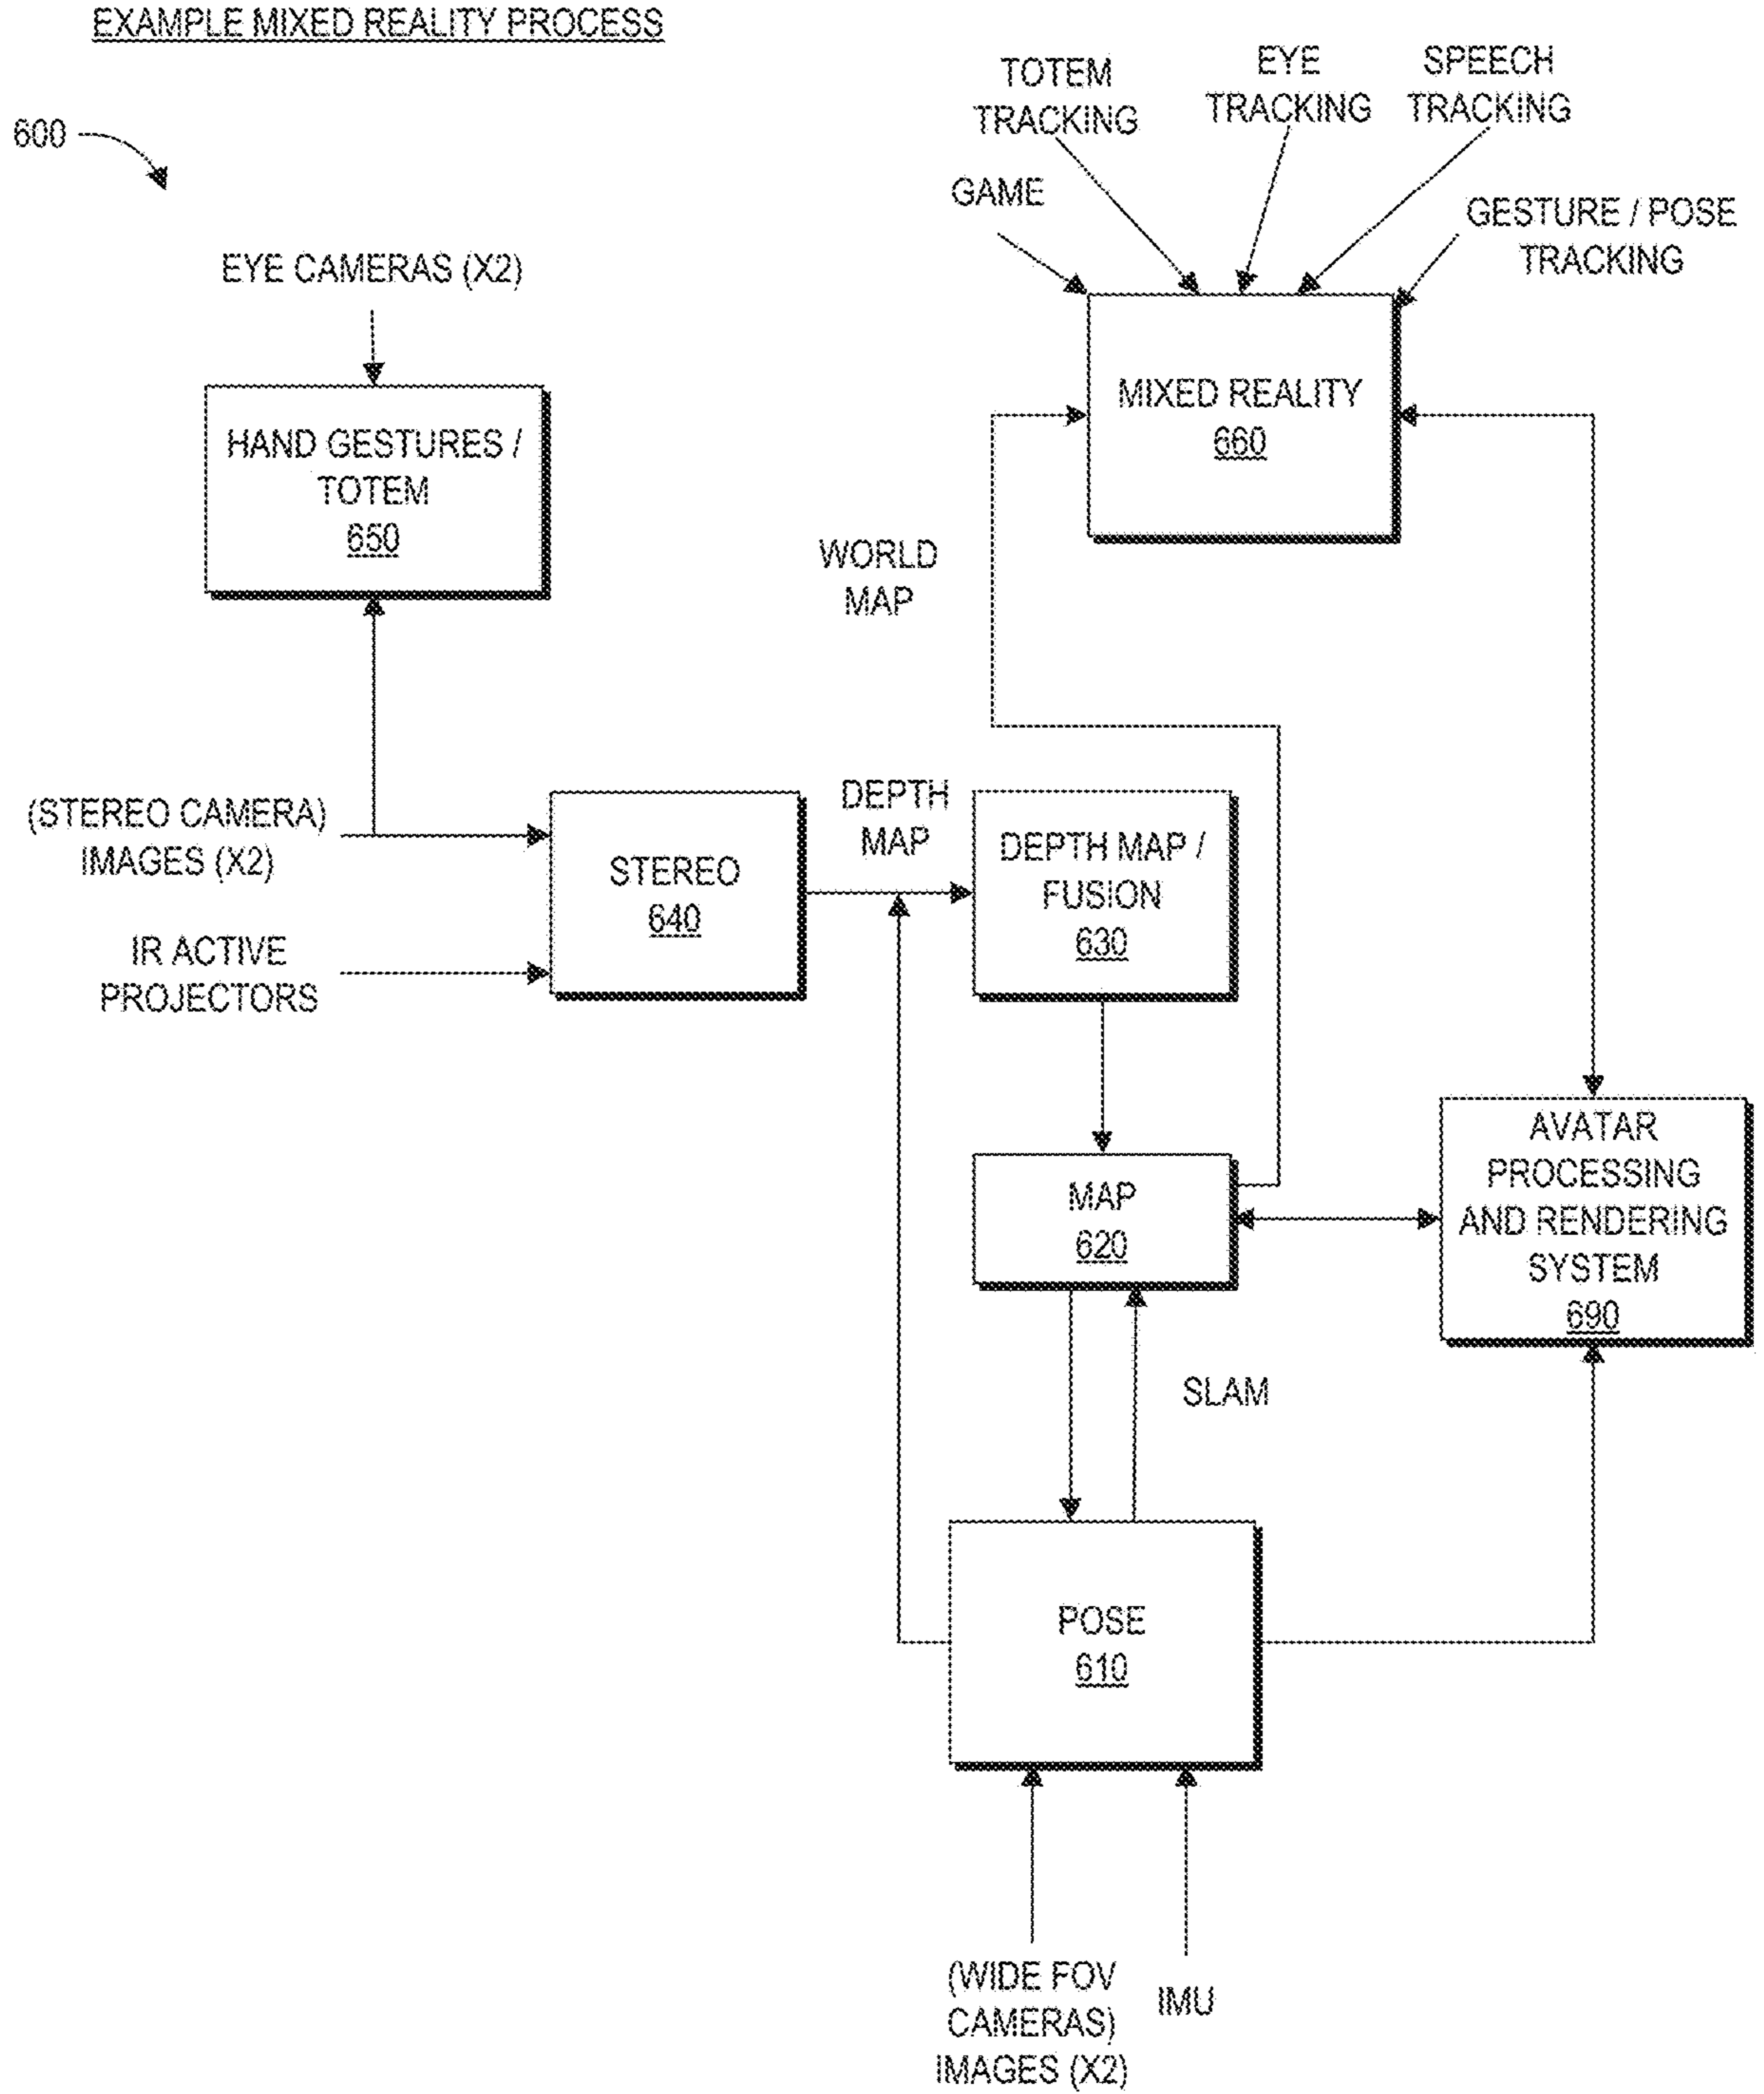 EXAMPLE MIXED REALITY PROCESS
600
TOTEM
TRACKING
EYE
TRACKING
SPEECH
TRACKING
GAME
GESTURE / POSE
TRACKING
EYE CAMERAS (X2)
HAND GESTURES /
TOTEM
650
MIXED REALITY
660
WORLD
MAP
(STEREO CAMERA)
IMAGES (X2)
IR ACTIVE
PROJECTORS
STEREO
640
DEPTH
MAP
DEPTH MAP /
FUSION
630
MAP
620
AVATAR
PROCESSING
AND RENDERING
SYSTEM
690
SLAM
POSE
610
(WIDE FOV
CAMERAS)
IMAGES (X2)
IMU